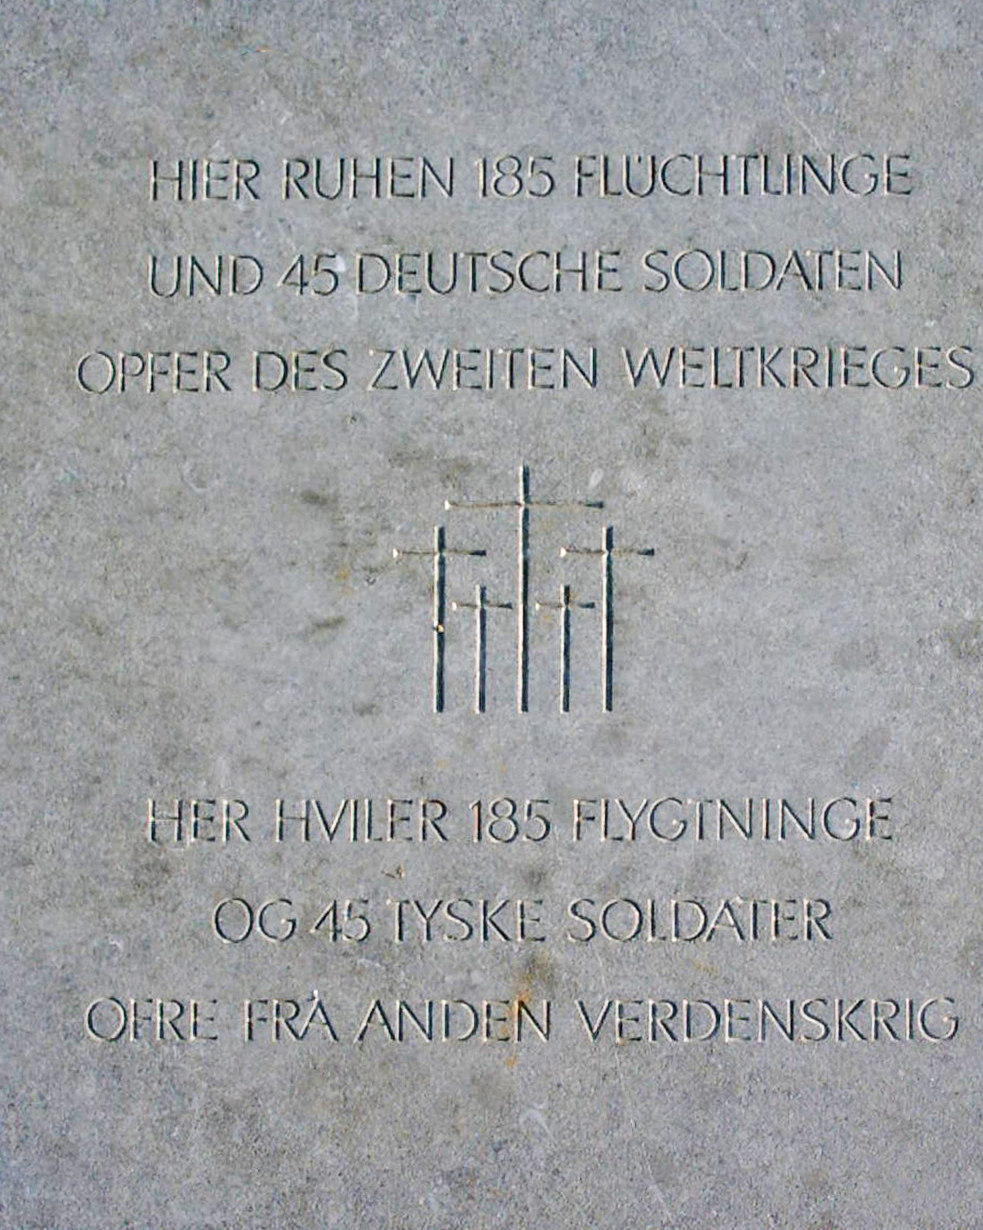 HIER RUHEN 185 FLÜCHTLINGE
UND 45 DEUTSCHE SOLDATEN
OPFER DES ZWEITEN WELTKRIEGES
HER HVILER 185 FLYGTNINGE
OG 45 TYSKE SOLDATER
OFRE FRÅ ANDEN VERDENSKRIG